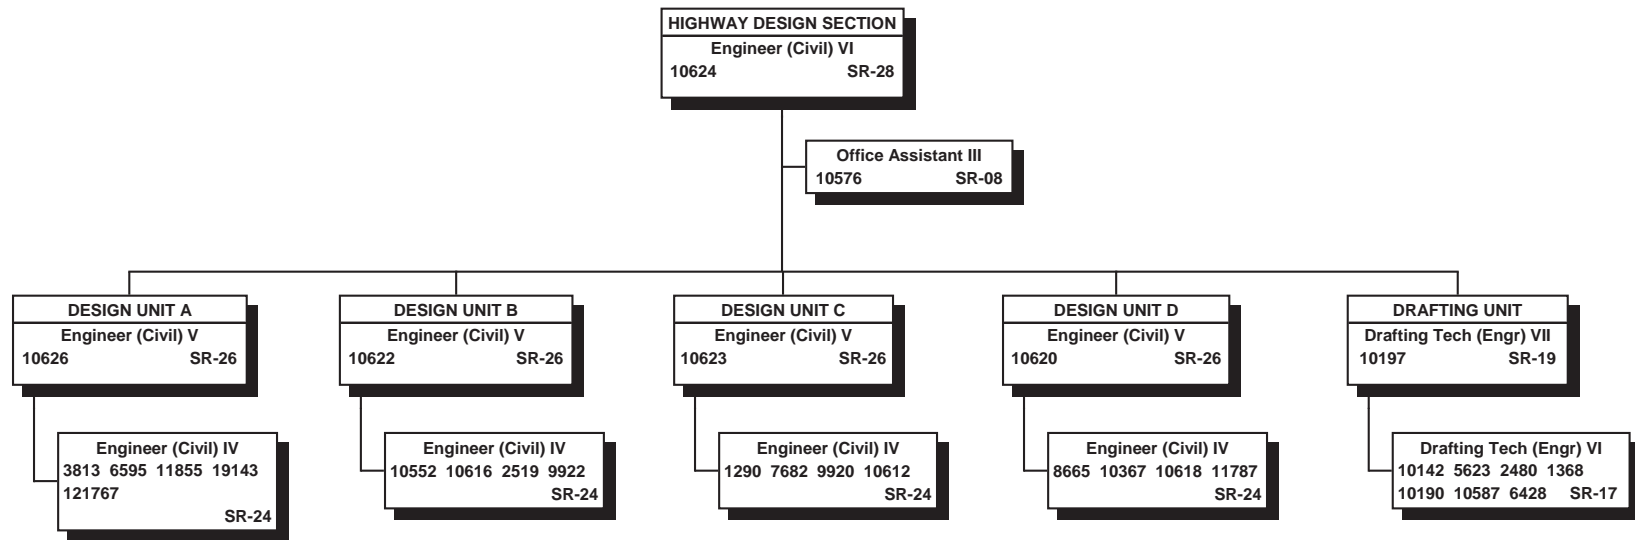 HIGHWAY DESIGN SECTION
Engineer (Civil) VI
10624 SR-28
Office Assistant III
10576 SR-08
DESIGN UNIT A
Engineer (Civil) V
10626 SR-26
Engineer (Civil) IV
3813 6595 11855 19143
121767
SR-24
DESIGN UNIT B
Engineer (Civil) V
10622 SR-26
Engineer (Civil) IV
10552 10616 2519 9922
SR-24
DESIGN UNIT C
Engineer (Civil) V
10623 SR-26
Engineer (Civil) IV
1290 7682 9920 10612
SR-24
DESIGN UNIT D
Engineer (Civil) V
10620 SR-26
Engineer (Civil) IV
8665 10367 10618 11787
SR-24
DRAFTING UNIT
Drafting Tech (Engr) VII
10197 SR-19
Drafting Tech (Engr) VI
10142 5623 2480 1368
10190 10587 6428 SR-17